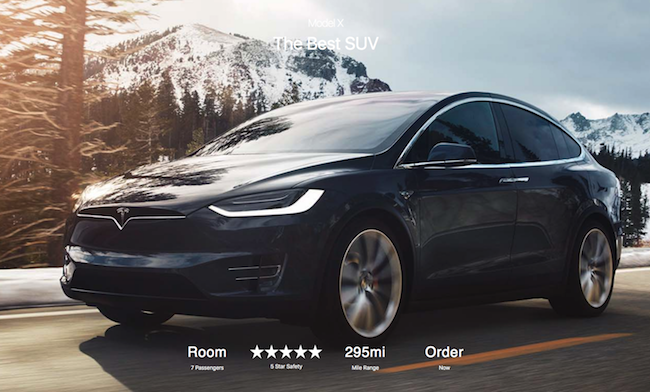 Model X
The Best SUV
Room
7 Passengers
★★★★★
5 Star Safety
295mi
Mile Range
Order
Now